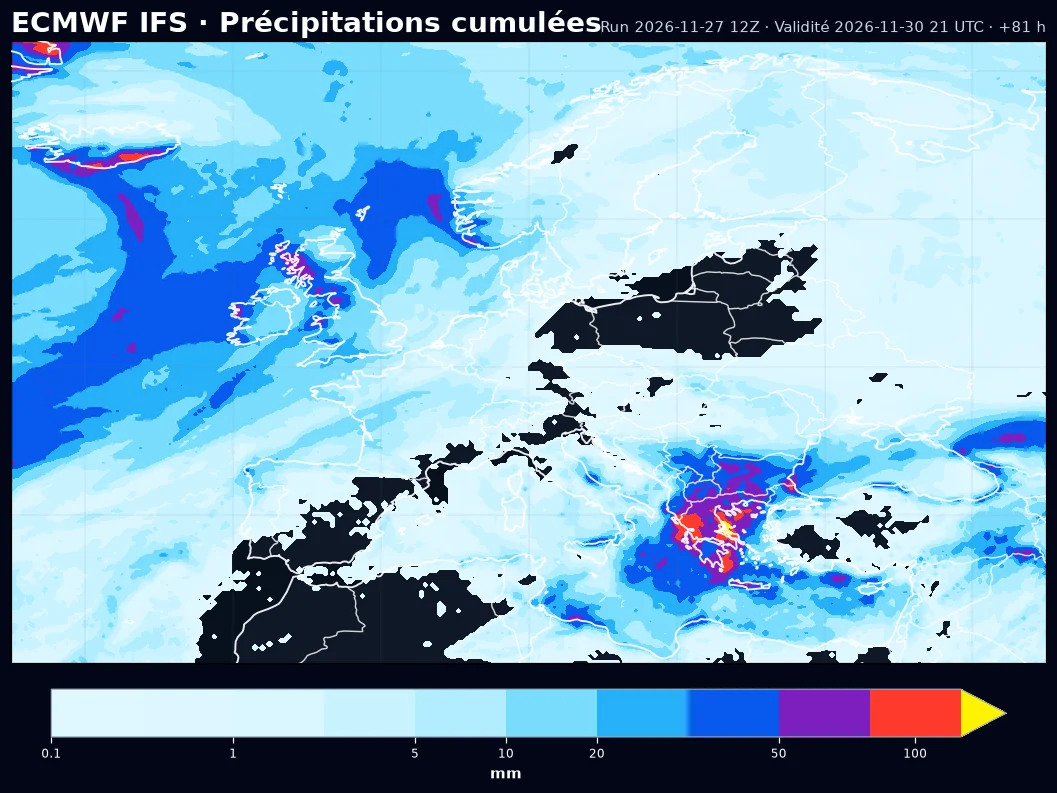 ECMWF IFS · Précipitations cumulées
Run 2026-11-27 12Z · Validité 2026-11-30 21 UTC · +81 h
0.1 1 5 10 20 50 100
mm